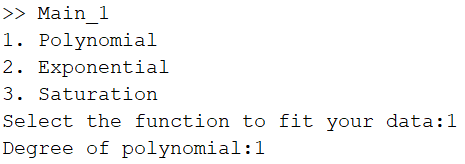 >> Main_1
1. Polynomial
2. Exponential
3. Saturation
Select the function to fit your data:1
Degree of polynomial:1